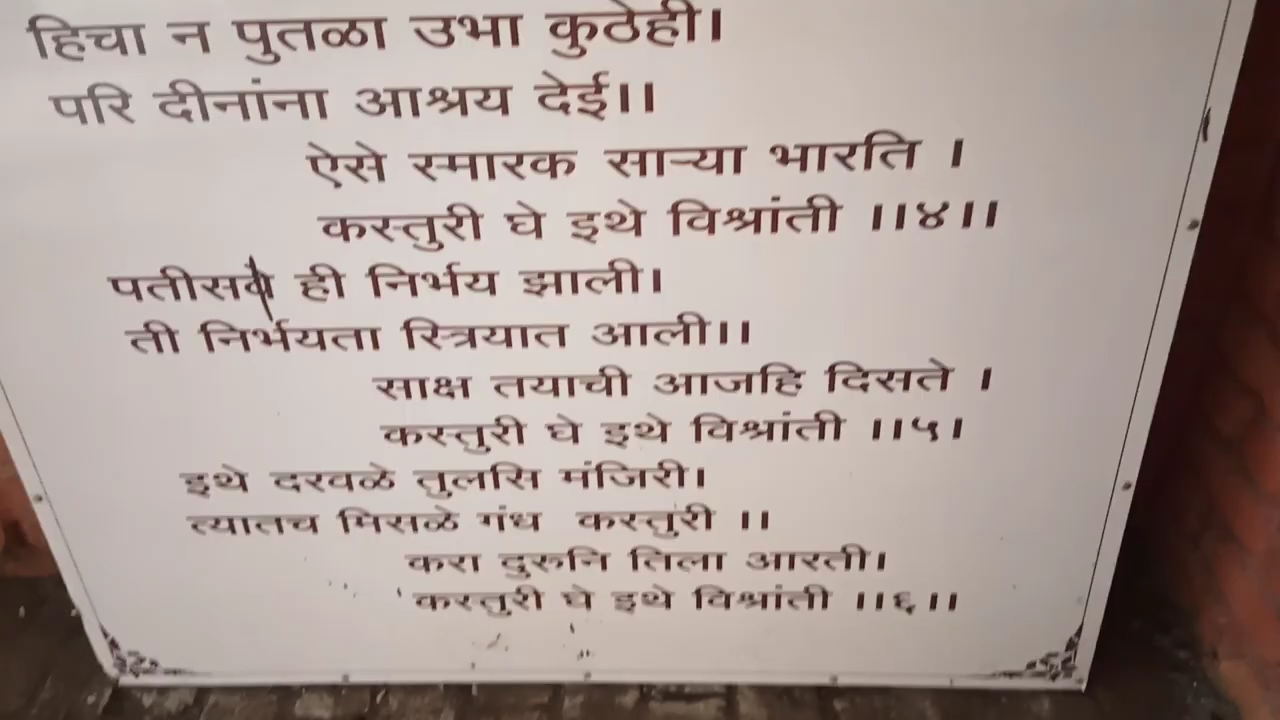 हिचा न पुतळा उभा कुठेही।
परि दीनांना आश्रय देई।।
ऐसे स्मारक साऱ्या भारति ।
कस्तुरी घे इथे विश्रांती ।।४।।
पतीसवे ही निर्भय झाली।
ती निर्भयता स्त्रियात आली।।
साक्ष तयाची आजहि दिसते ।
कस्तुरी घे इथे विश्रांती ।।५।
इथे दरवळे तुलसि मंजिरी।
त्यातच मिसळे गंध कस्तुरी ।।
करा दुरुनि तिला आरती।
कस्तुरी घे इथे विश्रांती ।।६।।